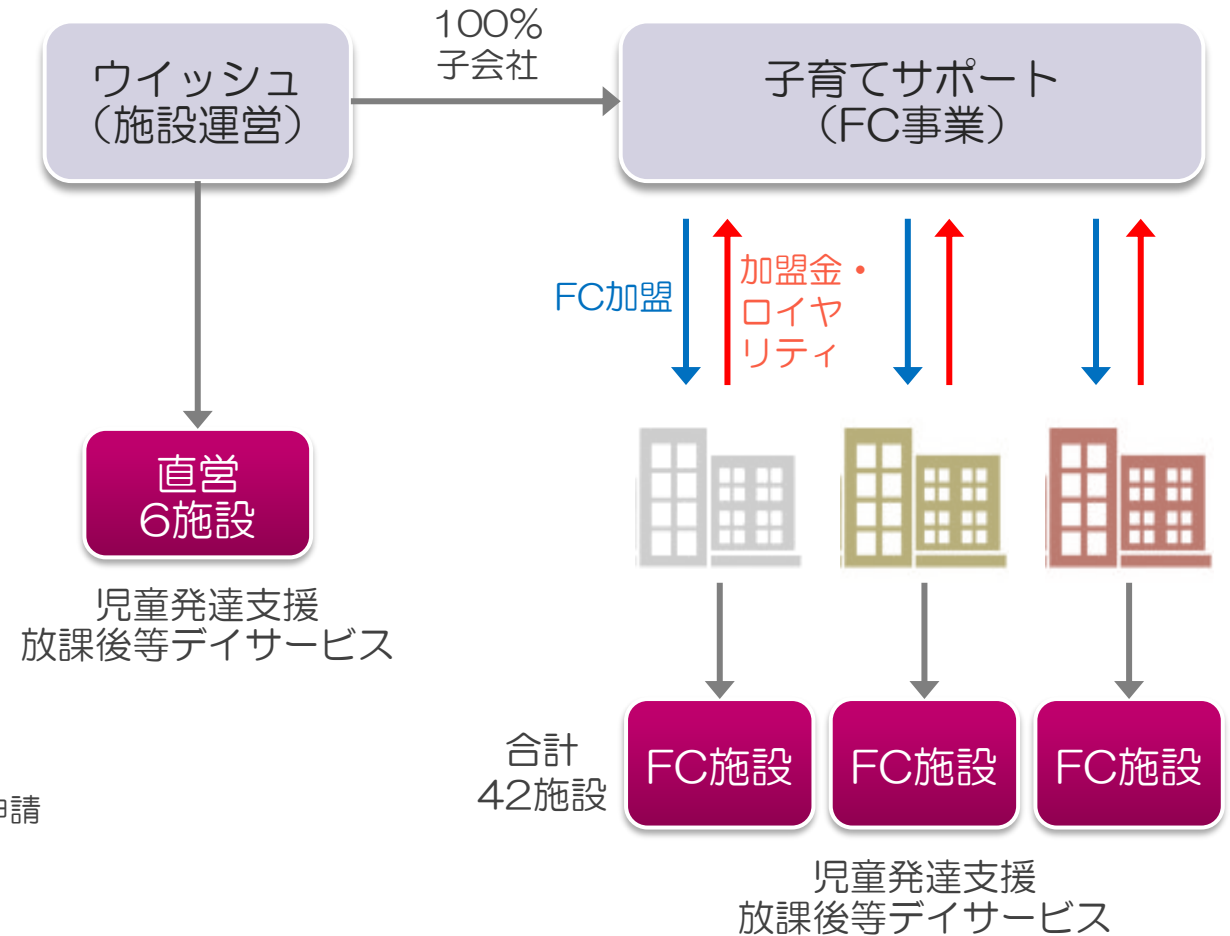 ウイッシュ
（施設運営）
100%
子会社
子育てサポート
（FC事業）
FC加盟
加盟金・
ロイヤ
リティ
直営
6施設
児童発達支援
放課後等デイサービス
合計
42施設
FC施設
FC施設
FC施設
申請
児童発達支援
放課後等デイサービス